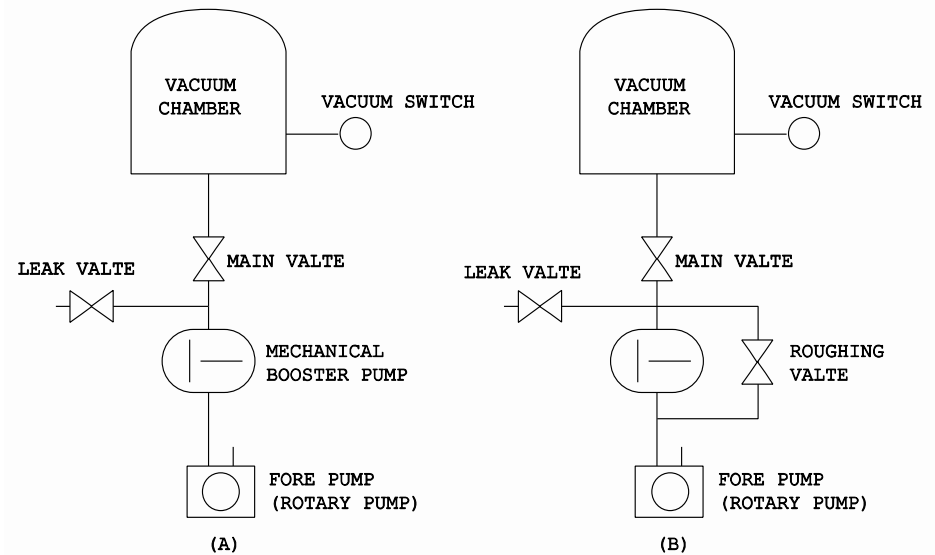 VACUUM
CHAMBER
VACUUM SWITCH
LEAK VALTE
MAIN VALTE
MECHANICAL
BOOSTER PUMP
FORE PUMP
(ROTARY PUMP)
(A)
VACUUM
CHAMBER
VACUUM SWITCH
LEAK VALTE
MAIN VALTE
ROUGHING
VALTE
FORE PUMP
(ROTARY PUMP)
(B)